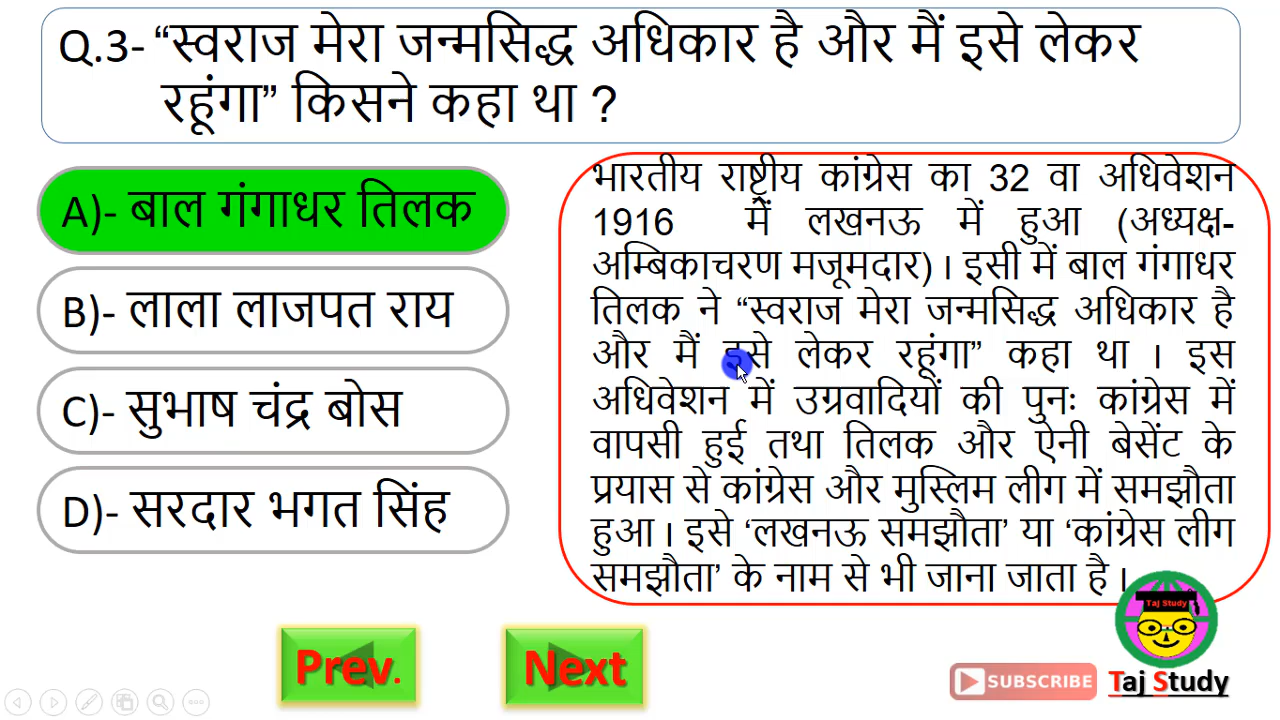 Q.3- “स्वराज मेरा जन्मसिद्ध अधिकार है और मैं इसे लेकर
रहूंगा” किसने कहा था ?
A)- बाल गंगाधर तिलक
B)- लाला लाजपत राय
C)- सुभाष चंद्र बोस
D)- सरदार भगत सिंह
भारतीय राष्ट्रीय कांग्रेस का 32 वा अधिवेशन
1916 में लखनऊ में हुआ (अध्यक्ष-
अम्बिकाचरण मजूमदार) । इसी में बाल गंगाधर
तिलक ने “स्वराज मेरा जन्मसिद्ध अधिकार है
और मैं इसे लेकर रहूंगा” कहा था । इस
अधिवेशन में उग्रवादियों की पुनः कांग्रेस में
वापसी हुई तथा तिलक और ऐनी बेसेंट के
प्रयास से कांग्रेस और मुस्लिम लीग में समझौता
हुआ । इसे ‘लखनऊ समझौता’ या ‘कांग्रेस लीग
समझौता’ के नाम से भी जाना जाता है ।
Prev.
Next
Taj Study
SUBSCRIBE
Taj Study